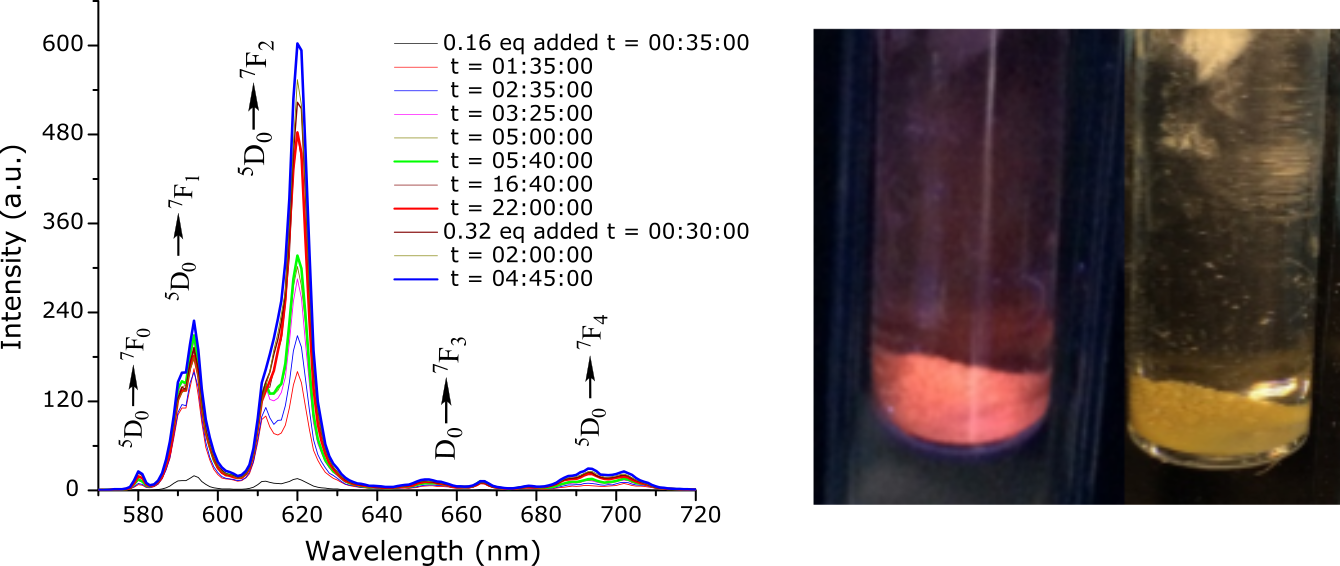 Intensity (a.u.)
600
480
360
240
120
0
580
600
620
640
660
680
700
720
Wavelength (nm)
⁵D₀ → ⁷F₀
⁵D₀ → ⁷F₁
⁵D₀ → ⁷F₂
D₀ → ⁷F₃
⁵D₀ → ⁷F₄
0.16 eq added t = 00:35:00
t = 01:35:00
t = 02:35:00
t = 03:25:00
t = 05:00:00
t = 05:40:00
t = 16:40:00
t = 22:00:00
0.32 eq added t = 00:30:00
t = 02:00:00
t = 04:45:00